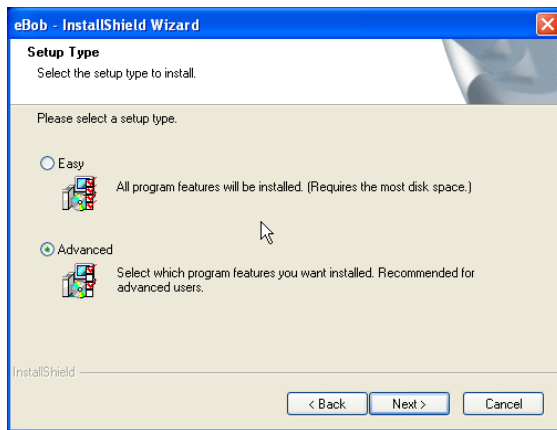 eBob - InstallShield Wizard
Setup Type
Select the setup type to install.
Please select a setup type.
Easy
All program features will be installed. (Requires the most disk space.)
Advanced
Select which program features you want installed. Recommended for
advanced users.
InstallShield
< Back
Next >
Cancel